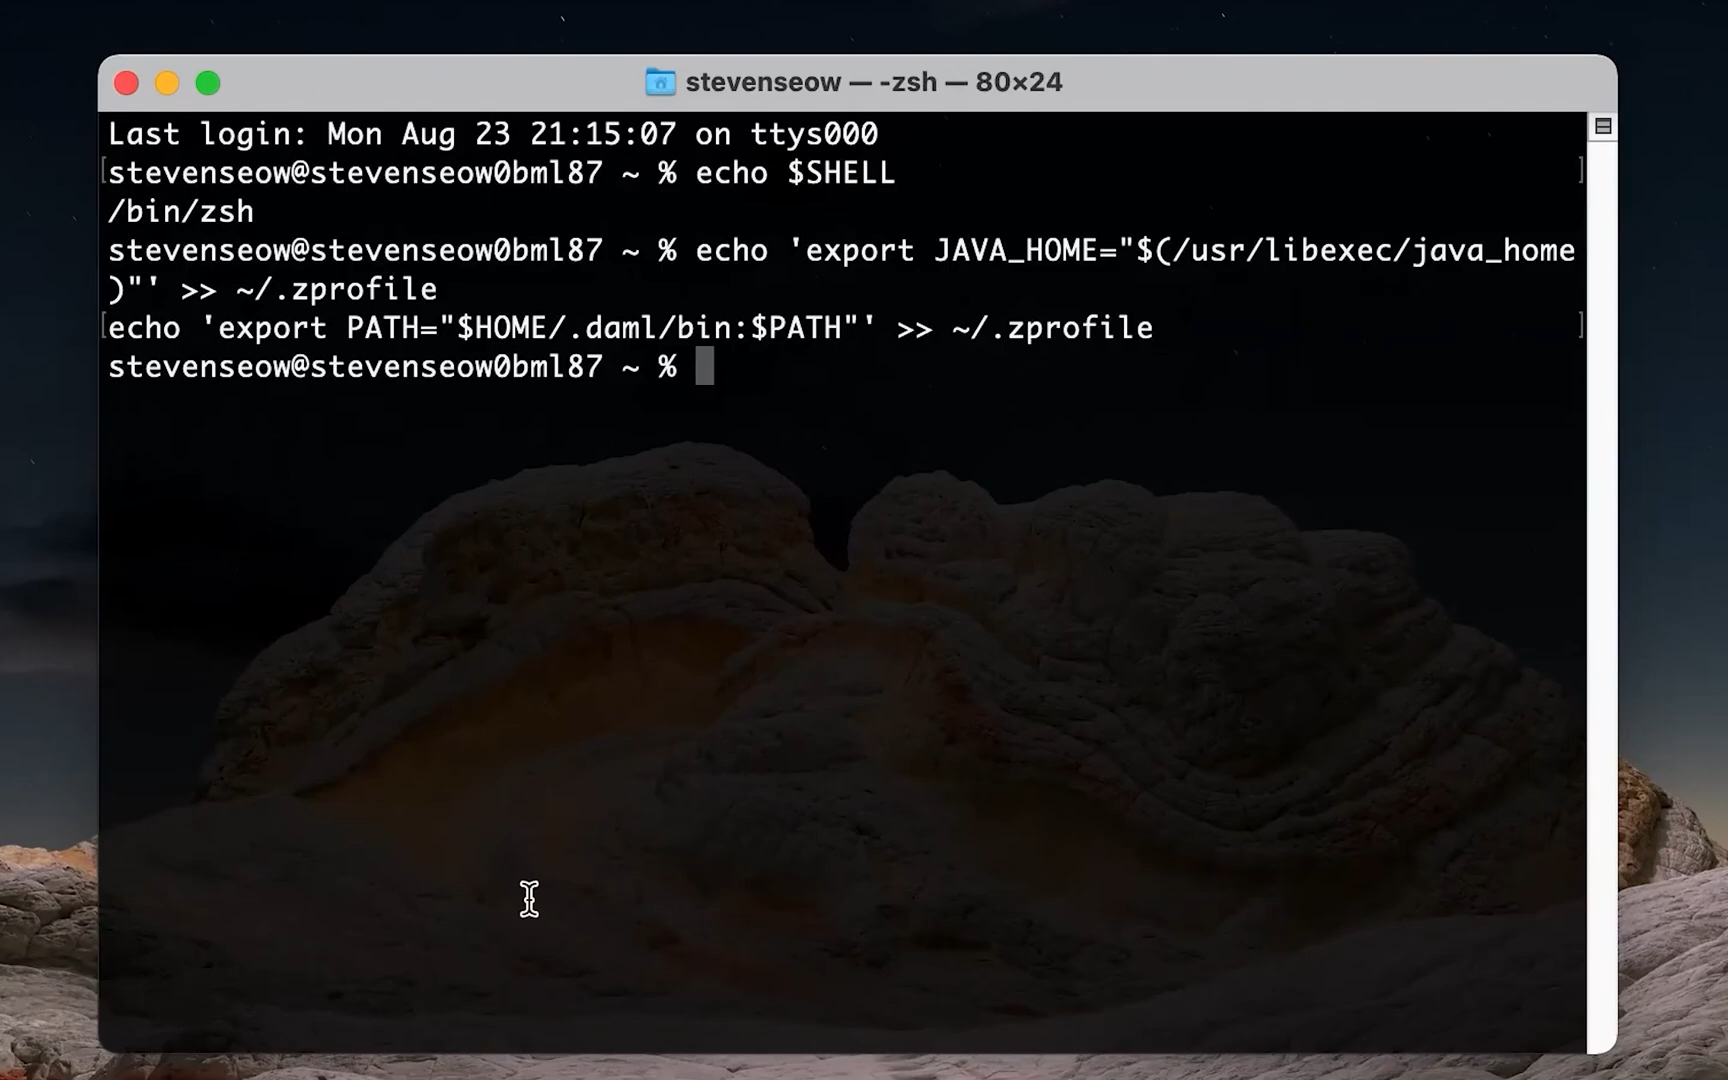 stevenseow — -zsh — 80×24
Last login: Mon Aug 23 21:15:07 on ttys000
[stevenseow@stevenseow0bml87 ~ % echo $SHELL ]
/bin/zsh
stevenseow@stevenseow0bml87 ~ % echo 'export JAVA_HOME="$(/usr/libexec/java_home
)"' >> ~/.zprofile
[echo 'export PATH="$HOME/.daml/bin:$PATH"' >> ~/.zprofile ]
stevenseow@stevenseow0bml87 ~ %